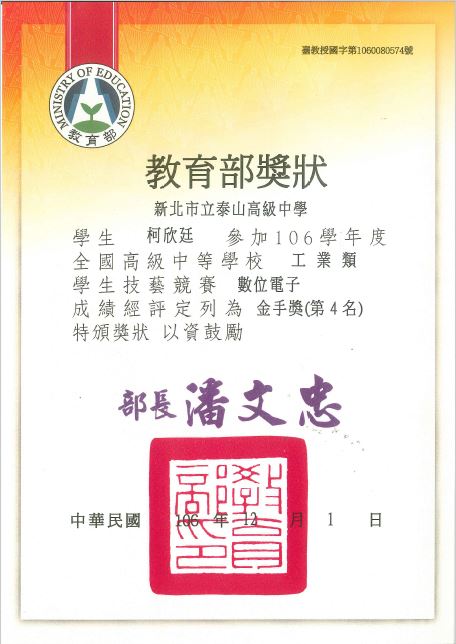 臺教授國字第1060080574號
MINISTRY OF EDUCATION
教育部
教育部獎狀
新北市立泰山高級中學
學生 柯欣廷 參加106學年度
全國高級中等學校 工業類
學生技藝競賽 數位電子
成績經評定列為 金手獎(第4名)
特頒獎狀 以資鼓勵
部長 潘文忠
教育部印
中華民國 106 年 12 月 1 日